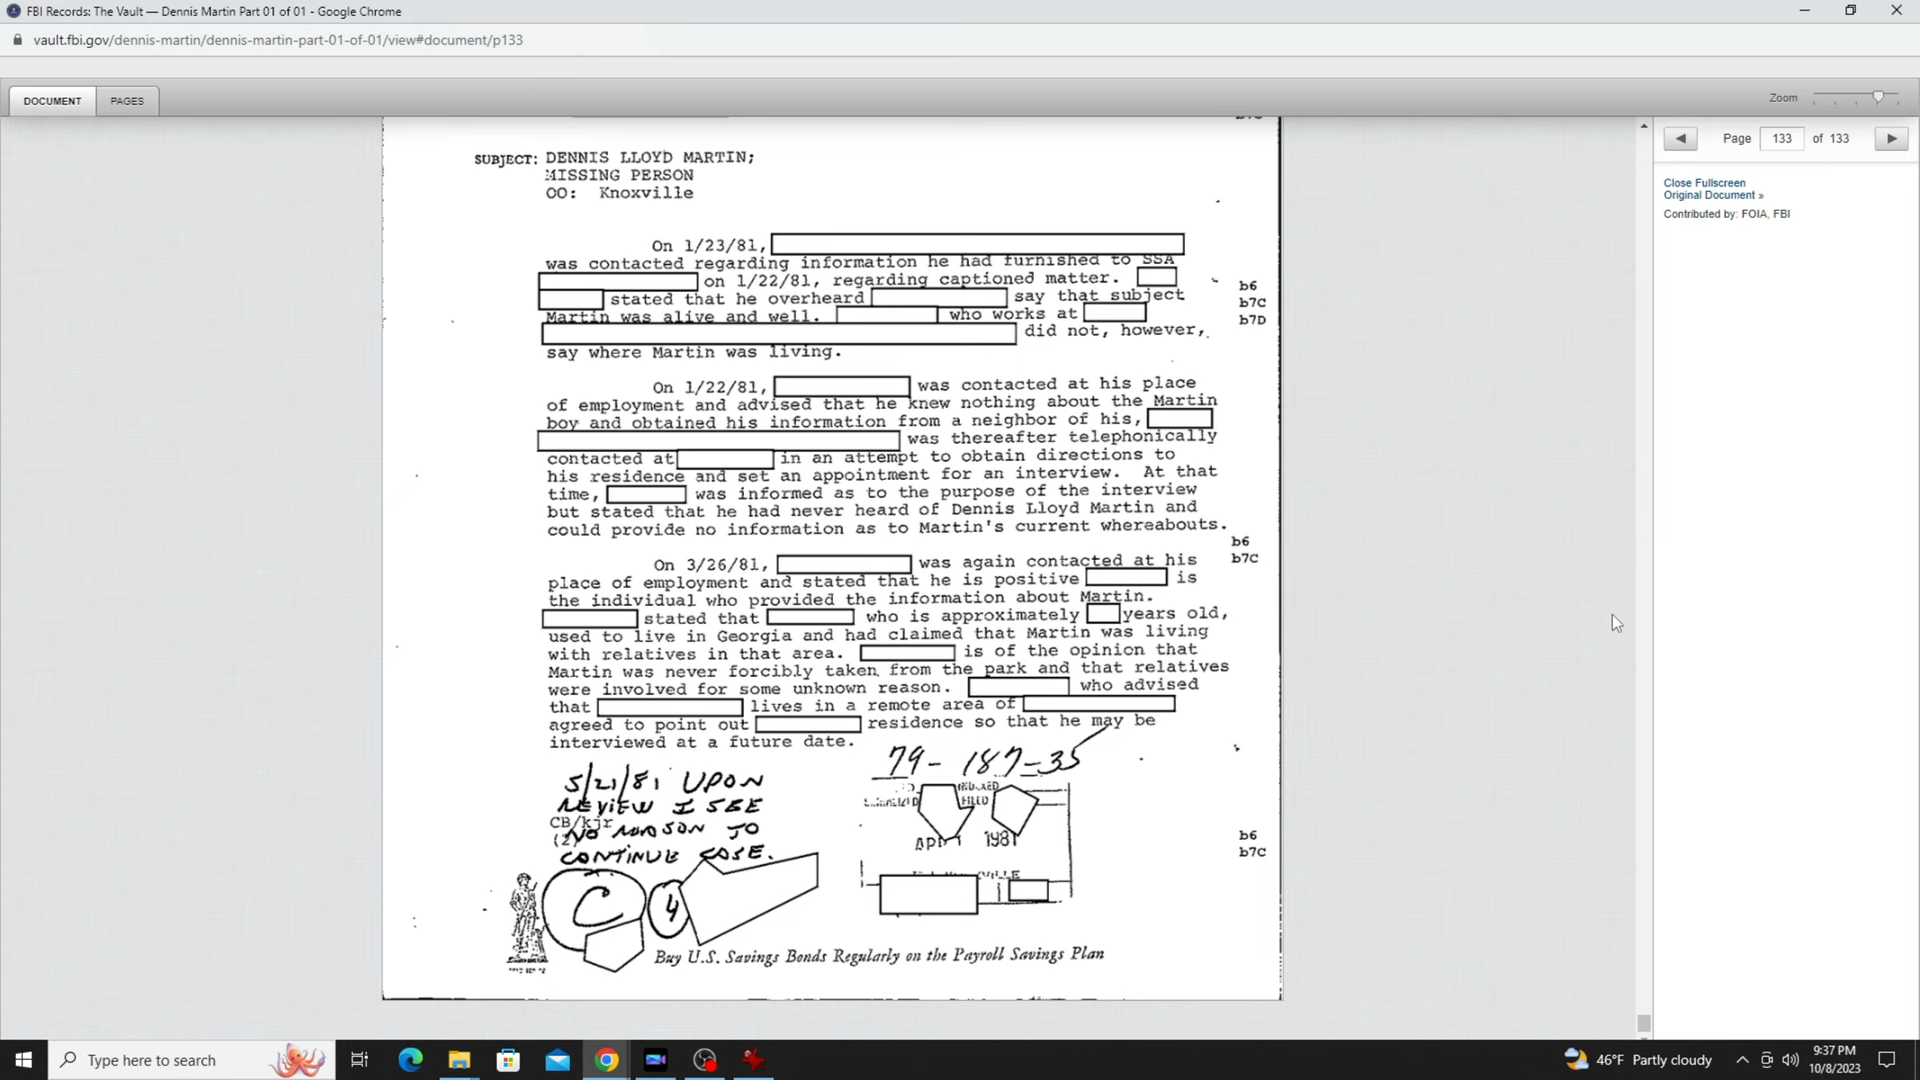 FBI Records: The Vault — Dennis Martin Part 01 of 01 - Google Chrome
vault.fbi.gov/dennis-martin/dennis-martin-part-01-of-01/view#document/p133
DOCUMENT PAGES
Zoom
Page 133 of 133
Close Fullscreen
Original Document »
Contributed by: FOIA, FBI
SUBJECT: DENNIS LLOYD MARTIN;
MISSING PERSON
OO: Knoxville
On 1/23/81,
was contacted regarding information he had furnished to SSA
on 1/22/81, regarding captioned matter.
b6
stated that he overheard say that subject
b7C
Martin was alive and well. who works at
b7D
did not, however,
say where Martin was living.
On 1/22/81, was contacted at his place
of employment and advised that he knew nothing about the Martin
boy and obtained his information from a neighbor of his,
was thereafter telephonically
contacted at in an attempt to obtain directions to
his residence and set an appointment for an interview. At that
time, was informed as to the purpose of the interview
but stated that he had never heard of Dennis Lloyd Martin and
could provide no information as to Martin's current whereabouts.
b6
b7C
On 3/26/81, was again contacted at his
place of employment and stated that he is positive is
the individual who provided the information about Martin.
stated that who is approximately years old,
used to live in Georgia and had claimed that Martin was living
with relatives in that area. is of the opinion that
Martin was never forcibly taken from the park and that relatives
were involved for some unknown reason. who advised
that lives in a remote area of
agreed to point out residence so that he may be
interviewed at a future date.
79-187-35
5/21/81 UPON
REVIEW I SEE
CB/kjr
NO REASON TO
(2)
CONTINUE CASE.
INDEXED
FILED
1981
b6
b7C
C 4
Buy U.S. Savings Bonds Regularly on the Payroll Savings Plan
Type here to search
46°F Partly cloudy
9:37 PM
10/8/2023